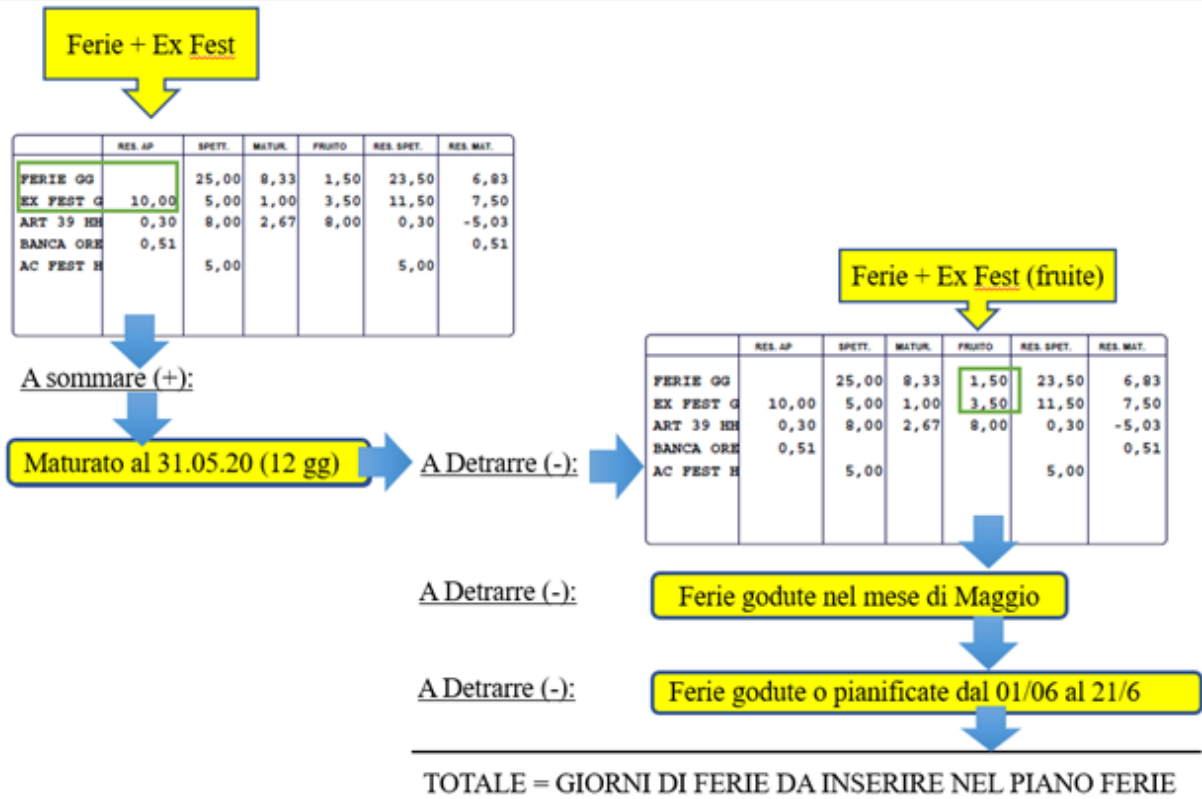 Ferie + Ex Fest
RES. AP SPETT. MATUR. FRUITO RES. SPET. RES. MAT.
FERIE GG 25,00 8,33 1,50 23,50 6,83
EX FEST G 10,00 5,00 1,00 3,50 11,50 7,50
ART 39 HH 0,30 8,00 2,67 8,00 0,30 -5,03
BANCA ORE 0,51 0,51
AC FEST H 5,00 5,00
A sommare (+):
Maturato al 31.05.20 (12 gg)
A Detrarre (-):
Ferie + Ex Fest (fruite)
RES. AP SPETT. MATUR. FRUITO RES. SPET. RES. MAT.
FERIE GG 25,00 8,33 1,50 23,50 6,83
EX FEST G 10,00 5,00 1,00 3,50 11,50 7,50
ART 39 HH 0,30 8,00 2,67 8,00 0,30 -5,03
BANCA ORE 0,51 0,51
AC FEST H 5,00 5,00
A Detrarre (-):
Ferie godute nel mese di Maggio
A Detrarre (-):
Ferie godute o pianificate dal 01/06 al 21/6
TOTALE = GIORNI DI FERIE DA INSERIRE NEL PIANO FERIE